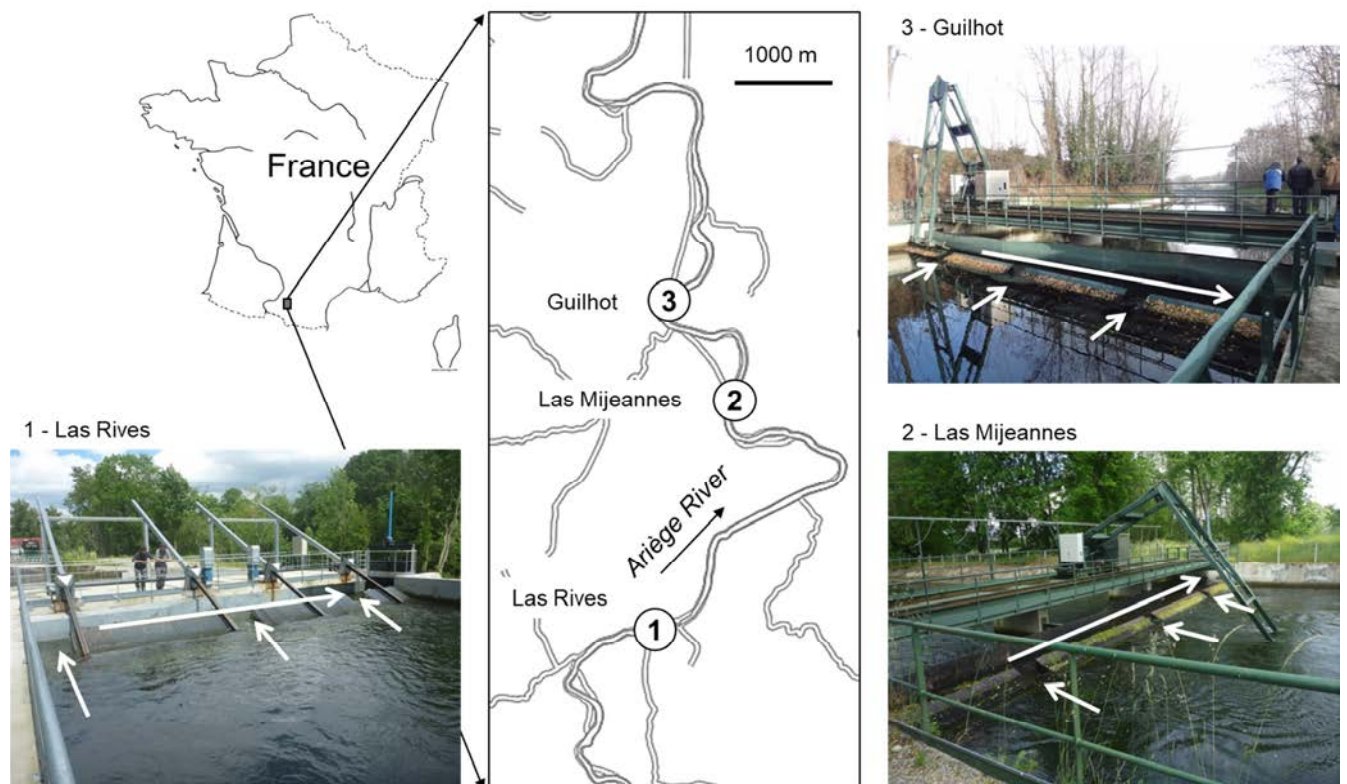 France
1 - Las Rives
1000 m
Guilhot
3
Las Mijeannes
2
Ariège River
Las Rives
1
3 - Guilhot
2 - Las Mijeannes